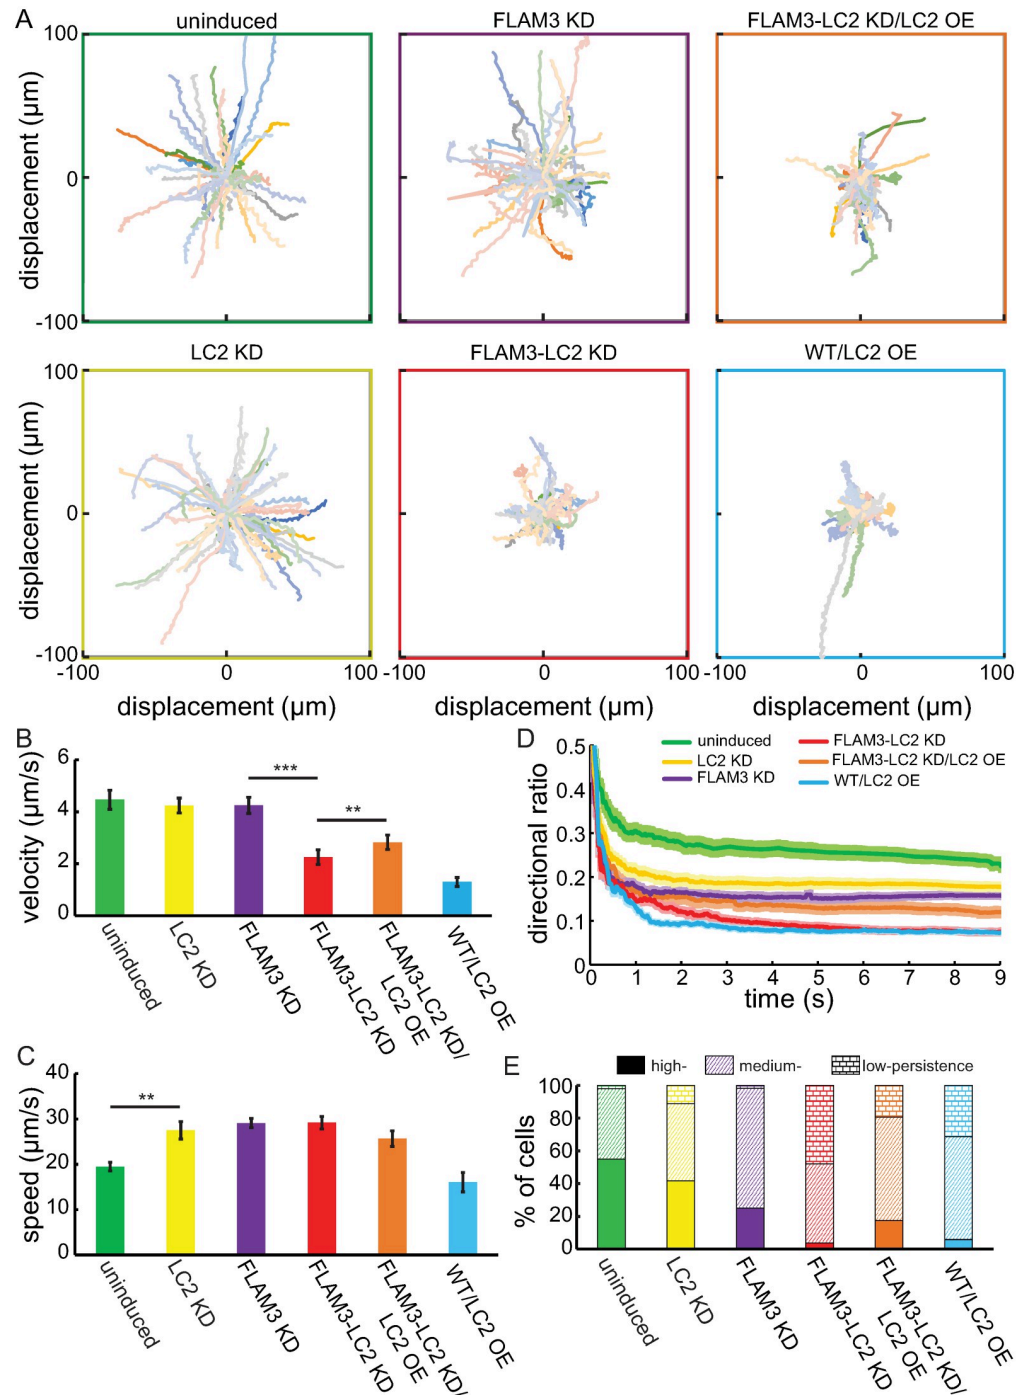 A
uninduced
FLAM3 KD
FLAM3-LC2 KD/LC2 OE
displacement (µm)
100
0
-100
LC2 KD
FLAM3-LC2 KD
WT/LC2 OE
displacement (µm)
100
0
-100
-100 0 100
-100 0 100
-100 0 100
displacement (µm)
displacement (µm)
displacement (µm)
B
velocity (µm/s)
6
4
2
0
***
**
uninduced
LC2 KD
FLAM3 KD
FLAM3-LC2 KD
FLAM3-LC2 KD/
LC2 OE
WT/LC2 OE
D
uninduced
LC2 KD
FLAM3 KD
FLAM3-LC2 KD
FLAM3-LC2 KD/LC2 OE
WT/LC2 OE
directional ratio
0.5
0.4
0.3
0.2
0.1
0
0 1 2 3 4 5 6 7 8 9
time (s)
C
speed (µm/s)
40
30
20
10
0
**
uninduced
LC2 KD
FLAM3 KD
FLAM3-LC2 KD
FLAM3-LC2 KD/
LC2 OE
WT/LC2 OE
E
high-
medium-
low-persistence
% of cells
100
80
60
40
20
0
uninduced
LC2 KD
FLAM3 KD
FLAM3-LC2 KD
FLAM3-LC2 KD/
LC2 OE
WT/LC2 OE